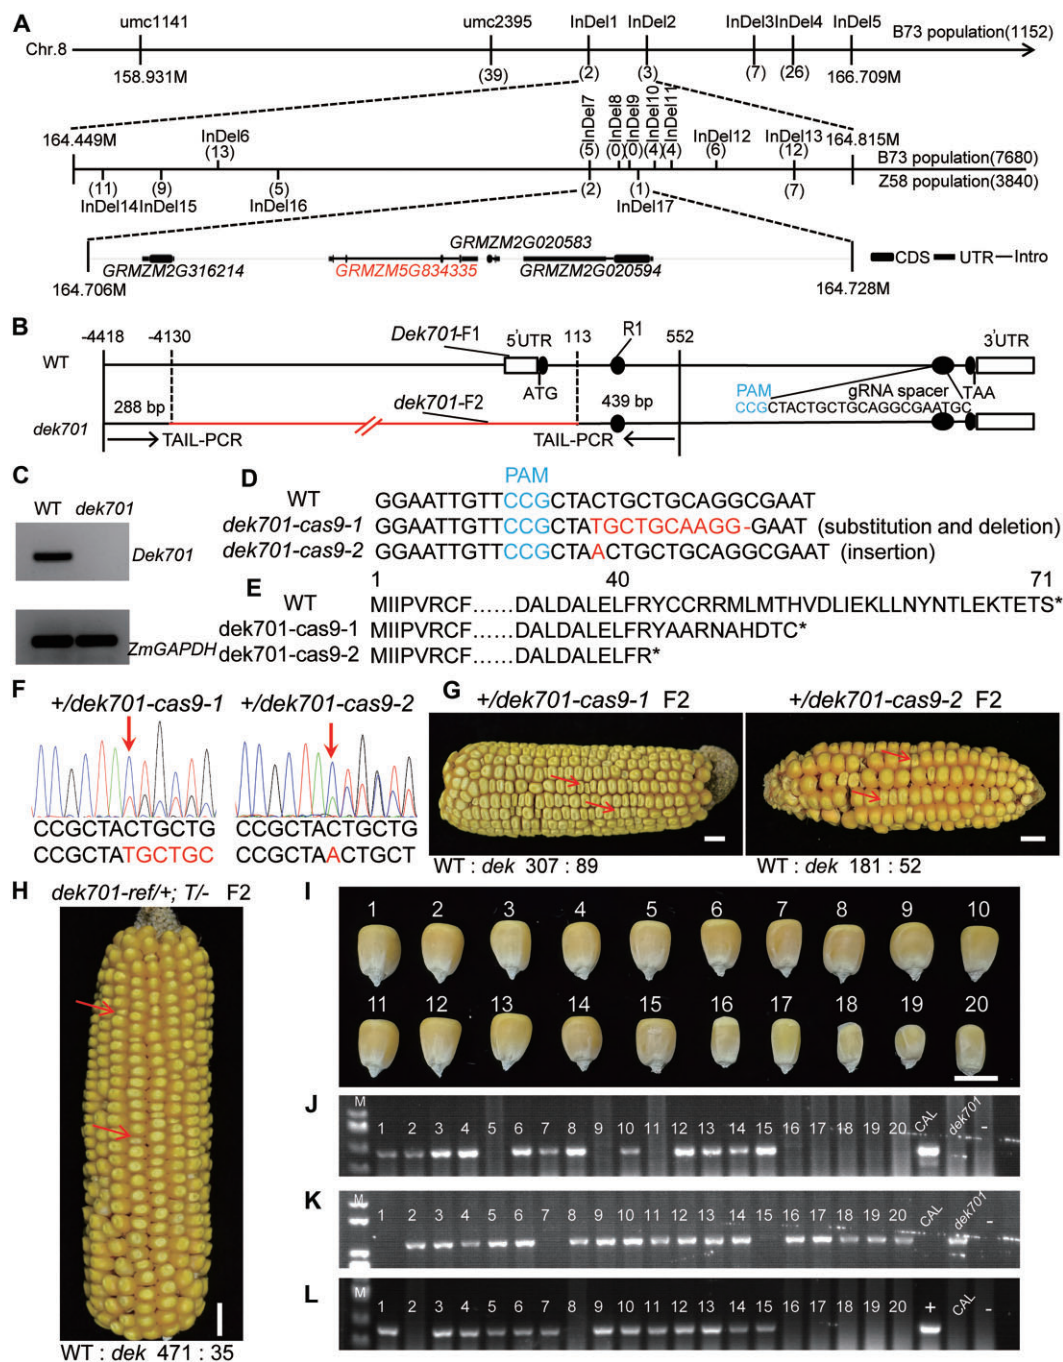 A
umc1141 umc2395 InDel1 InDel2 InDel3 InDel4 InDel5
Chr.8 B73 population(1152)
158.931M (39) (2) (3) (7) (26) 166.709M
164.449M InDel6 InDel7 InDel8 InDel9 InDel10 InDel11 InDel12 InDel13 164.815M
(13) (5) (0) (0) (4) (4) (6) (12)
B73 population(7680)
Z58 population(3840)
(11) (9) (5) (2) (1) (7)
InDel14 InDel15 InDel16 InDel17
GRMZM2G020583
GRMZM2G316214 GRMZM5G834335 GRMZM2G020594
CDS UTR Intro
164.706M 164.728M
B
-4418 -4130 Dek701-F1 5'UTR 113 R1 552 3'UTR
WT
ATG PAM gRNA spacer TAA
CCGCTACTGCTGCAGGCGAATGC
288 bp dek701-F2 439 bp
dek701
TAIL-PCR TAIL-PCR
C
WT dek701
Dek701
ZmGAPDH
D
PAM
WT GGAATTGTTCCGCTACTGCTGCAGGCGAAT
dek701-cas9-1 GGAATTGTTCCGCTATGCTGCAAGG-GAAT (substitution and deletion)
dek701-cas9-2 GGAATTGTTCCGCTAACTGCTGCAGGCGAAT (insertion)
E
1 40 71
WT MIIPVRCF......DALDALELFRYCCRRMLMTHVDLIEKLLNYNTLEKTETS*
dek701-cas9-1 MIIPVRCF......DALDALELFRYAARNAHDTC*
dek701-cas9-2 MIIPVRCF......DALDALELFR*
F
+/dek701-cas9-1 +/dek701-cas9-2
CCGCTACTGCTG CCGCTACTGCTG
CCGCTATGCTGC CCGCTAACTGCT
G
+/dek701-cas9-1 F2 +/dek701-cas9-2 F2
WT : dek 307 : 89 WT : dek 181 : 52
H
dek701-ref/+; T/- F2
WT : dek 471 : 35
I
1 2 3 4 5 6 7 8 9 10
11 12 13 14 15 16 17 18 19 20
J
M 1 2 3 4 5 6 7 8 9 10 11 12 13 14 15 16 17 18 19 20 CAL dek701 -
K
M 1 2 3 4 5 6 7 8 9 10 11 12 13 14 15 16 17 18 19 20 CAL dek701 -
L
M 1 2 3 4 5 6 7 8 9 10 11 12 13 14 15 16 17 18 19 20 + CAL -